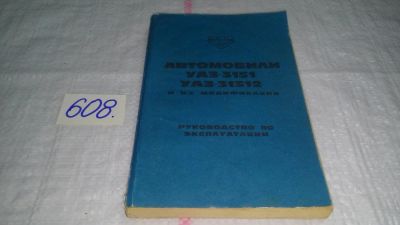 608.
АВТОМОБИЛИ
УАЗ-3151
УАЗ-31512
И ИХ МОДИФИКАЦИИ
РУКОВОДСТВО ПО
ЭКСПЛУАТАЦИИ